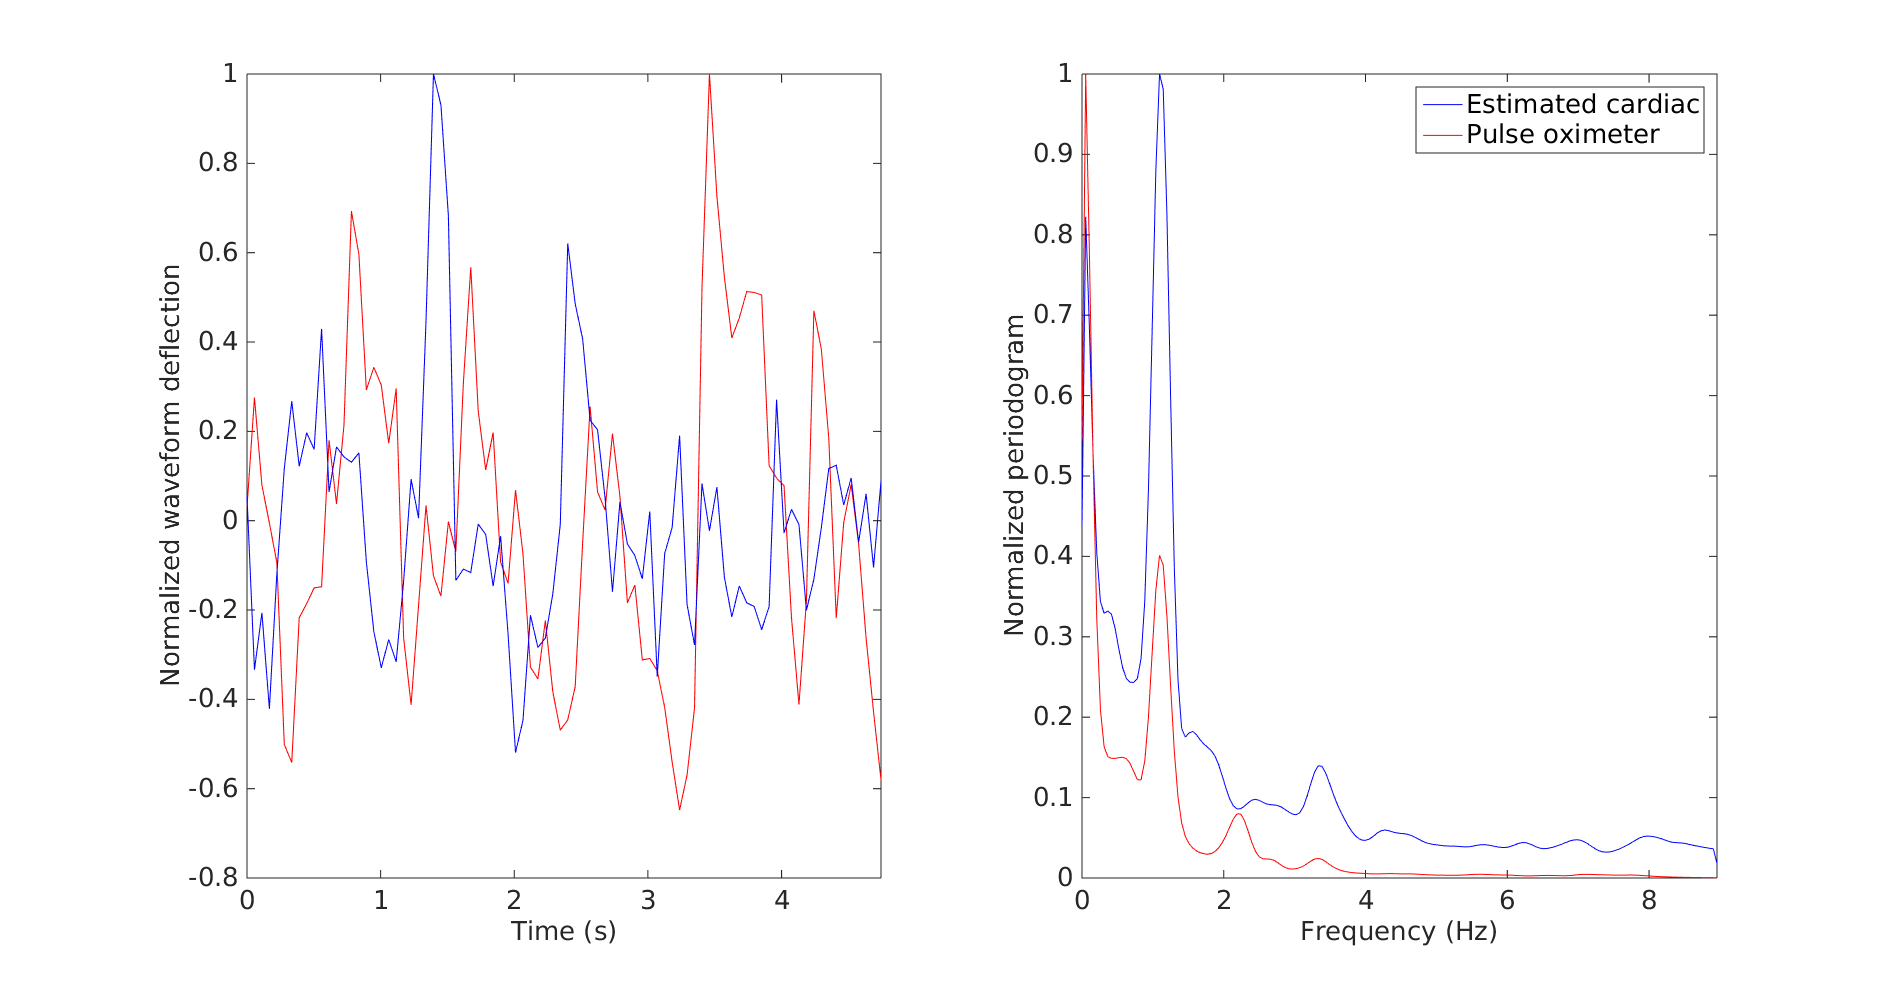 Normalized waveform deflection
1
0.8
0.6
0.4
0.2
0
-0.2
-0.4
-0.6
-0.8
0 1 2 3 4
Time (s)
Normalized periodogram
1
0.9
0.8
0.7
0.6
0.5
0.4
0.3
0.2
0.1
0
0 2 4 6 8
Frequency (Hz)
Estimated cardiac
Pulse oximeter